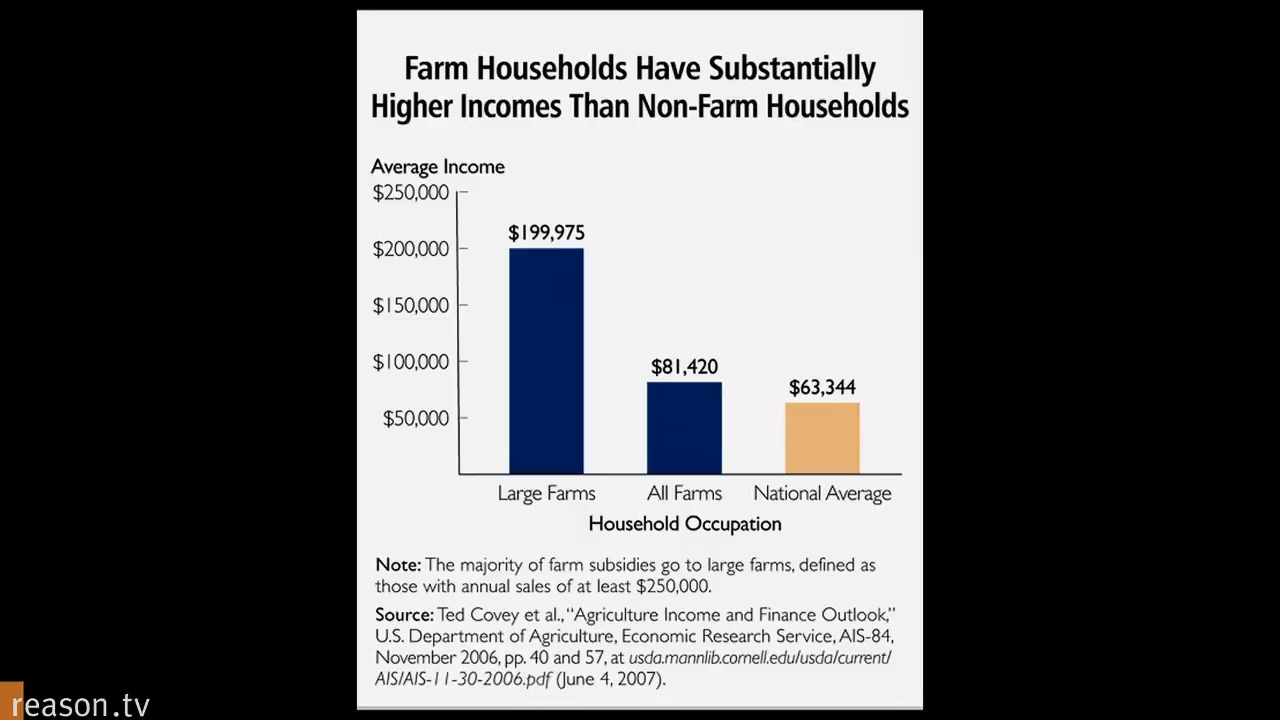 Farm Households Have Substantially
Higher Incomes Than Non-Farm Households
Average Income
$250,000
$200,000
$150,000
$100,000
$50,000
$199,975
$81,420
$63,344
Large Farms
All Farms
National Average
Household Occupation
Note: The majority of farm subsidies go to large farms, defined as
those with annual sales of at least $250,000.
Source: Ted Covey et al., “Agriculture Income and Finance Outlook,”
U.S. Department of Agriculture, Economic Research Service, AIS-84,
November 2006, pp. 40 and 57, at usda.mannlib.cornell.edu/usda/current/
AIS/AIS-11-30-2006.pdf (June 4, 2007).
reason.tv